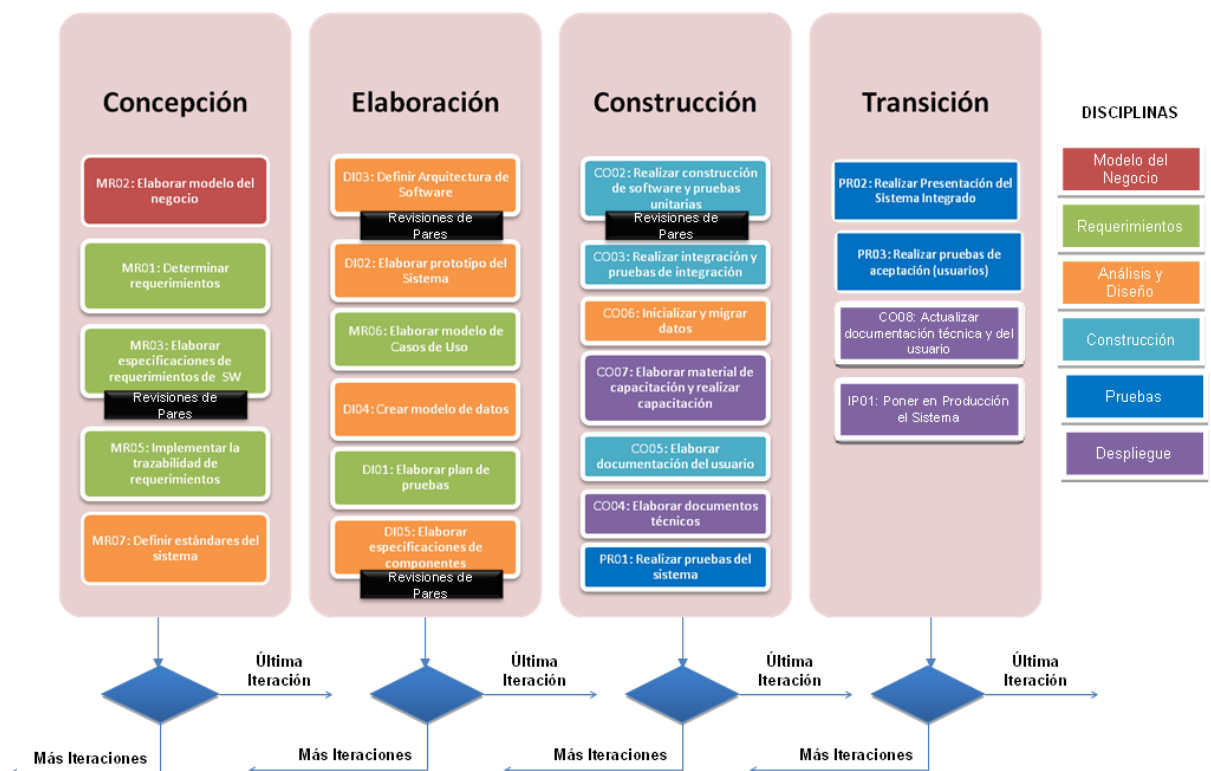 Concepción
MR02: Elaborar modelo del
negocio
MR01: Determinar
requerimientos
MR03: Elaborar
especificaciones de
requerimientos de SW
Revisiones de
Pares
MR05: Implementar la
trazabilidad de
requerimientos
MR07: Definir estándares del
sistema
Elaboración
DI03: Definir Arquitectura de
Software
Revisiones de
Pares
DI02: Elaborar prototipo del
Sistema
MR06: Elaborar modelo de
Casos de Uso
DI04: Crear modelo de datos
DI01: Elaborar plan de
pruebas
DI05: Elaborar
especificaciones de
componentes
Revisiones de
Pares
Construcción
CO02: Realizar construcción
de software y pruebas
unitarias
Revisiones de
Pares
CO03: Realizar integración y
pruebas de integración
CO06: Inicializar y migrar
datos
CO07: Elaborar material de
capacitación y realizar
capacitación
CO05: Elaborar
documentación del usuario
CO04: Elaborar documentos
técnicos
PR01: Realizar pruebas del
sistema
Transición
PR02: Realizar Presentación del
Sistema Integrado
PR03: Realizar pruebas de
aceptación (usuarios)
CO08: Actualizar
documentación técnica y del
usuario
IP01: Poner en Producción
el Sistema
DISCIPLINAS
Modelo del
Negocio
Requerimientos
Análisis y
Diseño
Construcción
Pruebas
Despliegue
Última
Iteración
Última
Iteración
Última
Iteración
Última
Iteración
Más Iteraciones
Más Iteraciones
Más Iteraciones
Más Iteraciones